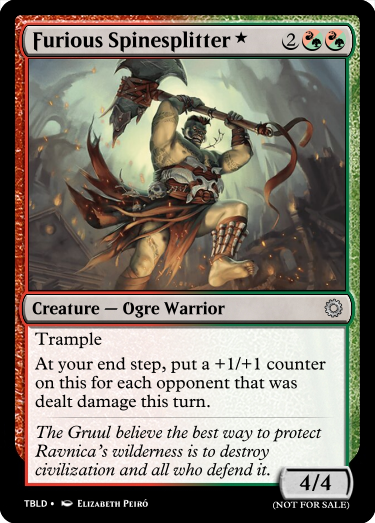 Furious Spinesplitter ★ 2
Creature — Ogre Warrior
Trample
At your end step, put a +1/+1 counter
on this for each opponent that was
dealt damage this turn.
The Gruul believe the best way to protect
Ravnica's wilderness is to destroy
civilization and all who defend it.
4/4
TBLD • Elizabeth Peiró
(NOT FOR SALE)